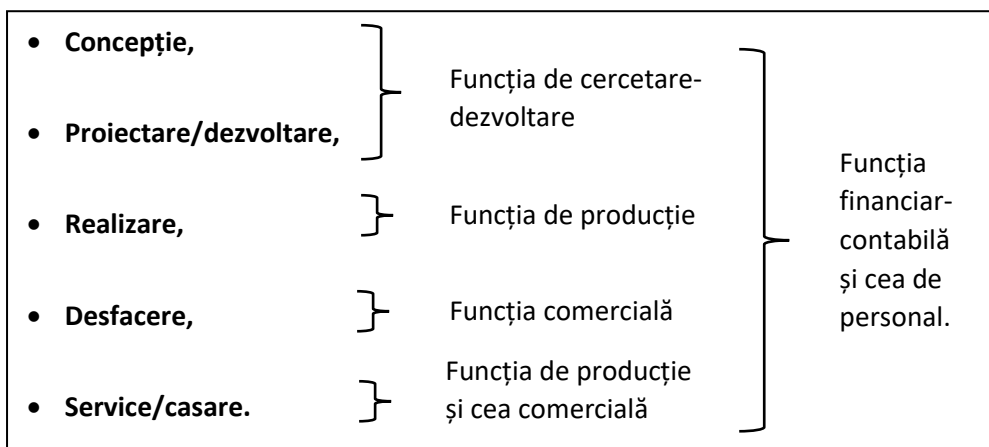 • Concepție,
Funcția de cercetare-
dezvoltare
• Proiectare/dezvoltare,
• Realizare,
Funcția de producție
• Desfacere,
Funcția comercială
• Service/casare.
Funcția de producție
și cea comercială
Funcția
financiar-
contabilă
și cea de
personal.